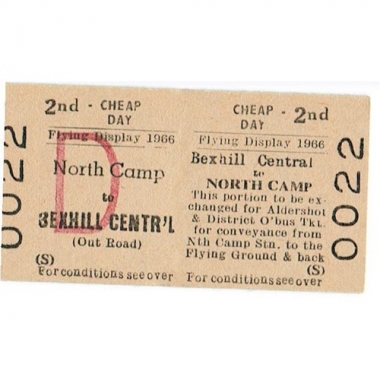 0022
2nd - CHEAP
DAY
Flying Display 1966
D
North Camp
to
BEXHILL CENTR'L
(Out Road)
(S)
For conditions see over
CHEAP - 2nd
DAY
Flying Display 1966
Bexhill Central
to
NORTH CAMP
This portion to be ex-
changed for Aldershot
& District O'bus Tkt.
for conveyance from
Nth Camp Stn. to the
Flying Ground & back
(S)
For conditions see over
0022